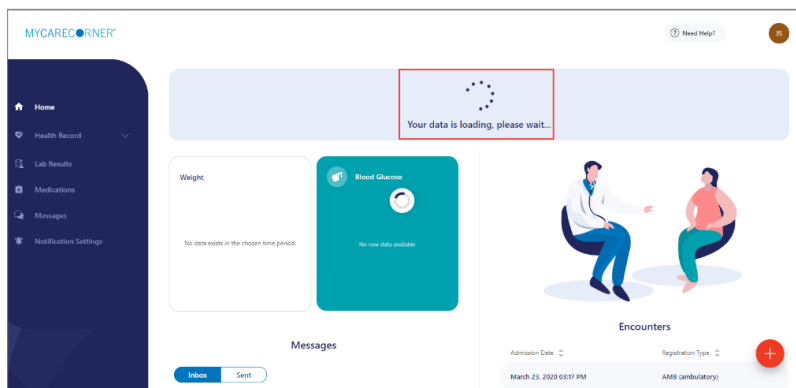 MYCARECORNER
Need Help?
JS
Home
Health Record
Lab Results
Medications
Messages
Notification Settings
Your data is loading, please wait...
Weight
No data exists in the chosen time period.
Blood Glucose
No new data available
Messages
Inbox Sent
Encounters
Admission Date Registration Type
March 23, 2020 03:17 PM AMB (ambulatory)